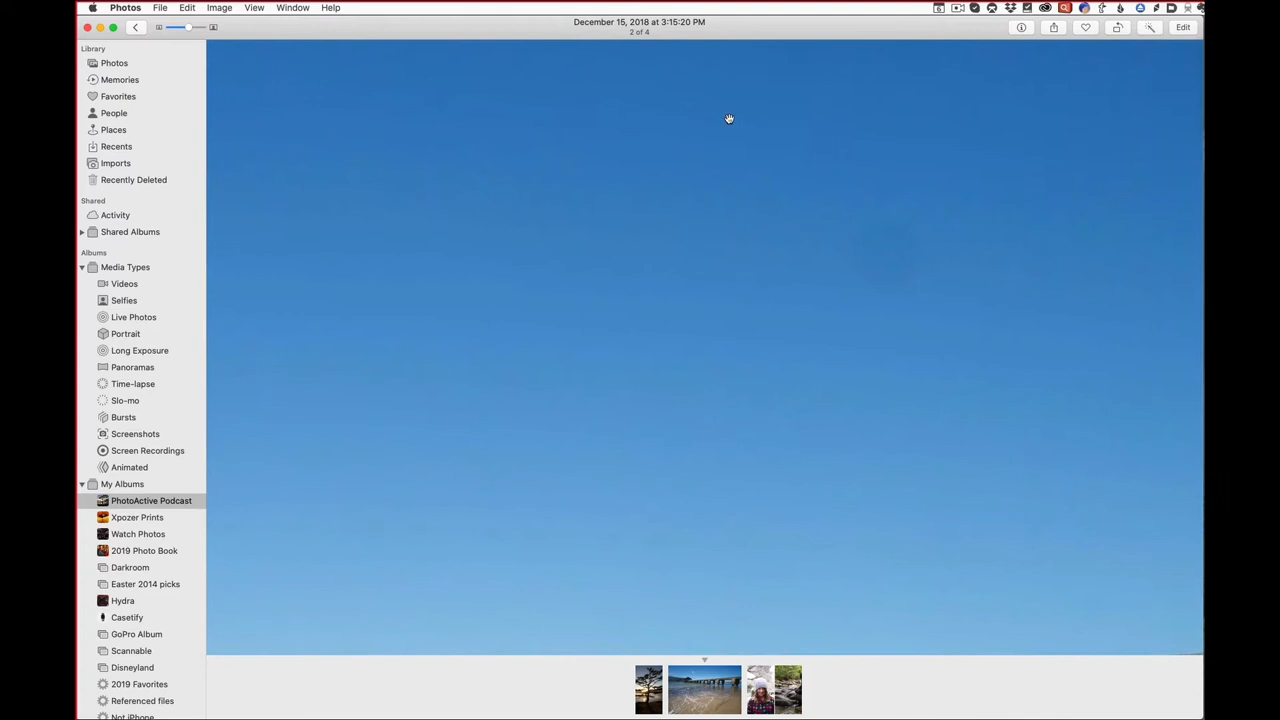 Photos File Edit Image View Window Help
December 15, 2018 at 3:15:20 PM
2 of 4
Edit
Library
Photos
Memories
Favorites
People
Places
Recents
Imports
Recently Deleted
Shared
Activity
Shared Albums
Albums
Media Types
Videos
Selfies
Live Photos
Portrait
Long Exposure
Panoramas
Time-lapse
Slo-mo
Bursts
Screenshots
Screen Recordings
Animated
My Albums
PhotoActive Podcast
Xpozer Prints
Watch Photos
2019 Photo Book
Darkroom
Easter 2014 picks
Hydra
Casetify
GoPro Album
Scannable
Disneyland
2019 Favorites
Referenced files
Not iPhone